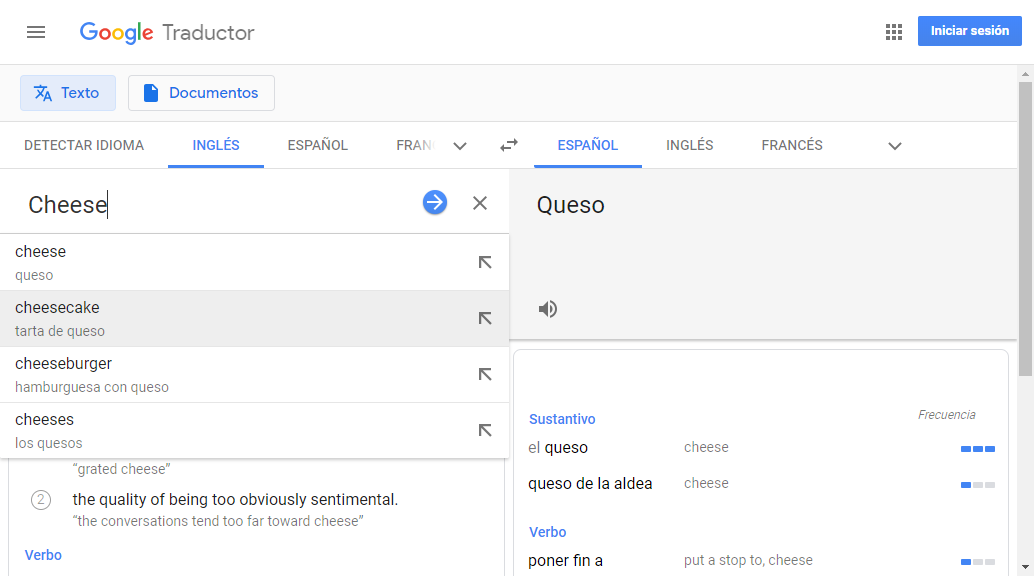 Google Traductor
Iniciar sesión
Texto
Documentos
DETECTAR IDIOMA
INGLÉS
ESPAÑOL
FRAN
ESPAÑOL
INGLÉS
FRANCÉS
Cheese
cheese
queso
cheesecake
tarta de queso
cheeseburger
hamburguesa con queso
cheeses
los quesos
“grated cheese”
2 the quality of being too obviously sentimental.
“the conversations tend too far toward cheese”
Verbo
Queso
Sustantivo Frecuencia
el queso cheese
queso de la aldea cheese
Verbo
poner fin a put a stop to, cheese